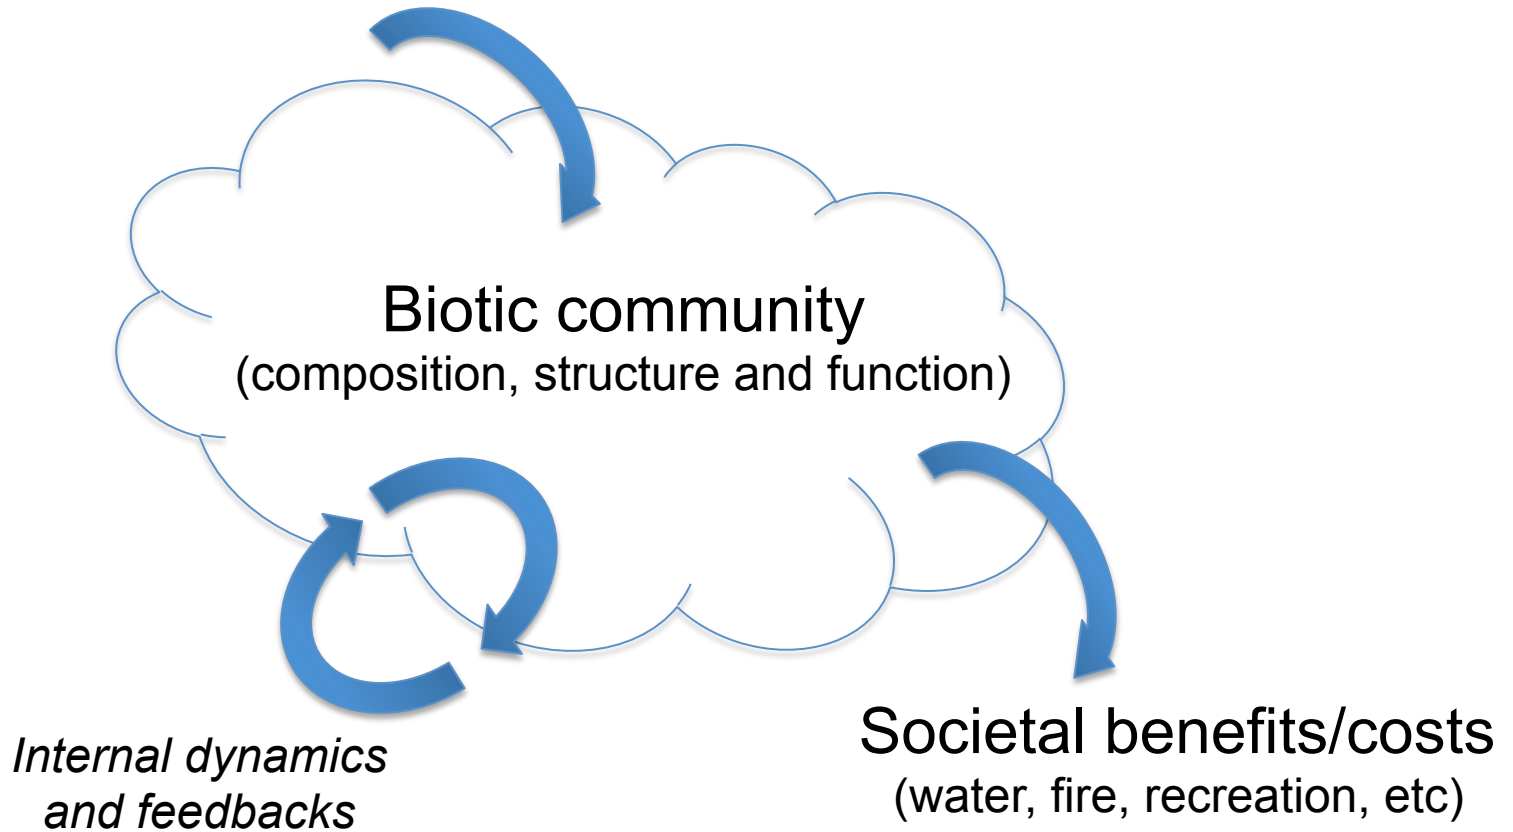 Biotic community
(composition, structure and function)
Internal dynamics
and feedbacks
Societal benefits/costs
(water, fire, recreation, etc)